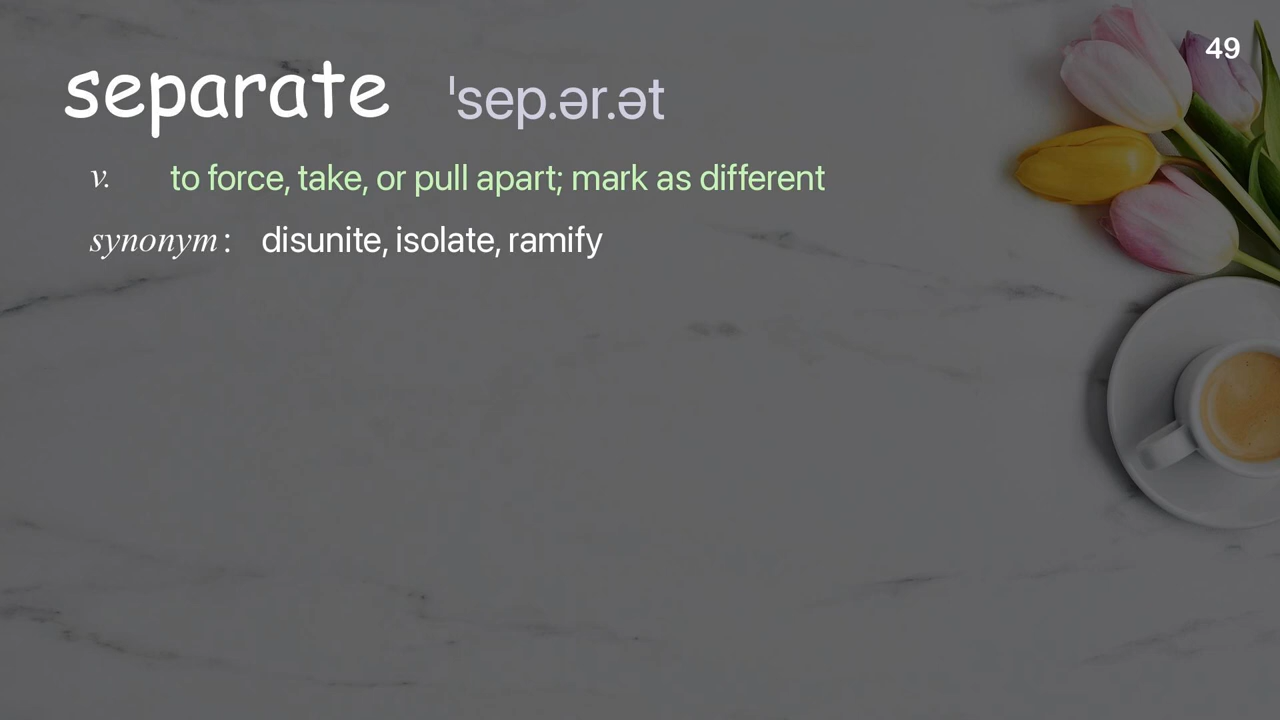 49
separate ˈsep.ər.ət
v. to force, take, or pull apart; mark as different
synonym: disunite, isolate, ramify